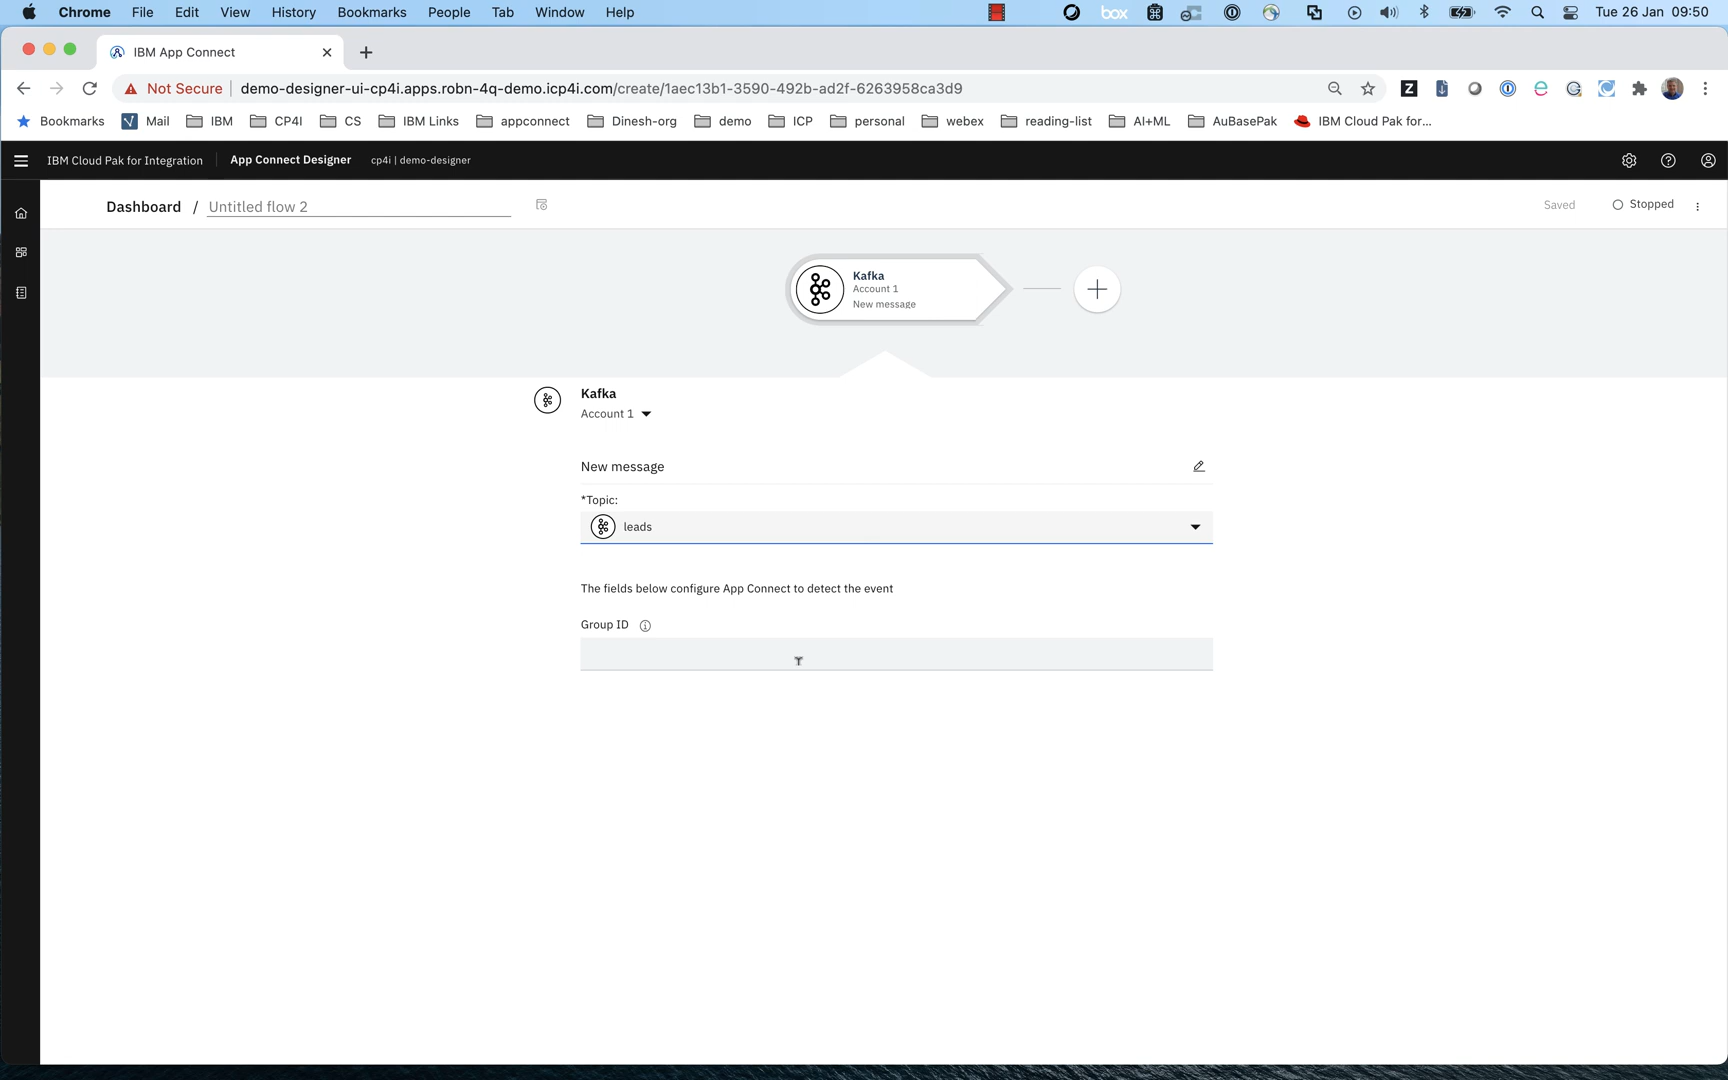 Chrome File Edit View History Bookmarks People Tab Window Help box Tue 26 Jan 09:50
IBM App Connect
Not Secure demo-designer-ui-cp4i.apps.robn-4q-demo.icp4i.com/create/1aec13b1-3590-492b-ad2f-6263958ca3d9 Z
Bookmarks Mail IBM CP4I CS IBM Links appconnect Dinesh-org demo ICP personal webex reading-list AI+ML AuBasePak IBM Cloud Pak for...
IBM Cloud Pak for Integration App Connect Designer cp4i | demo-designer
Dashboard / Untitled flow 2 Saved Stopped
Kafka
Account 1
New message
Kafka
Account 1
New message
*Topic:
leads
The fields below configure App Connect to detect the event
Group ID